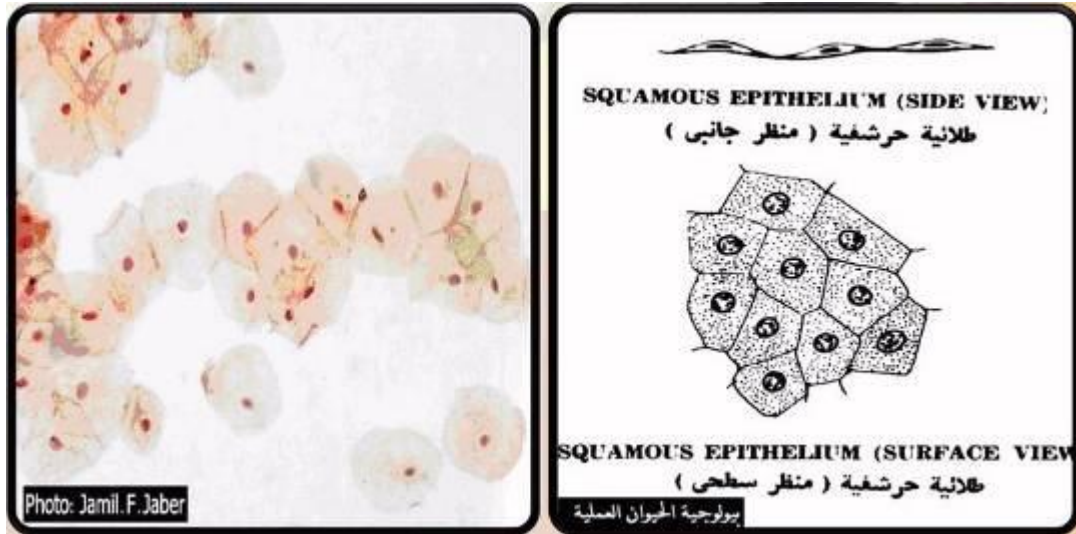 Photo: Jamil.F.Jaber
SQUAMOUS EPITHELIUM (SIDE VIEW)
طلائية حرشفية ( منظر جانبى )
SQUAMOUS EPITHELIUM (SURFACE VIEW
طلائية حرشفية ( منظر سطحى )
بيولوجية الحيوان العملية